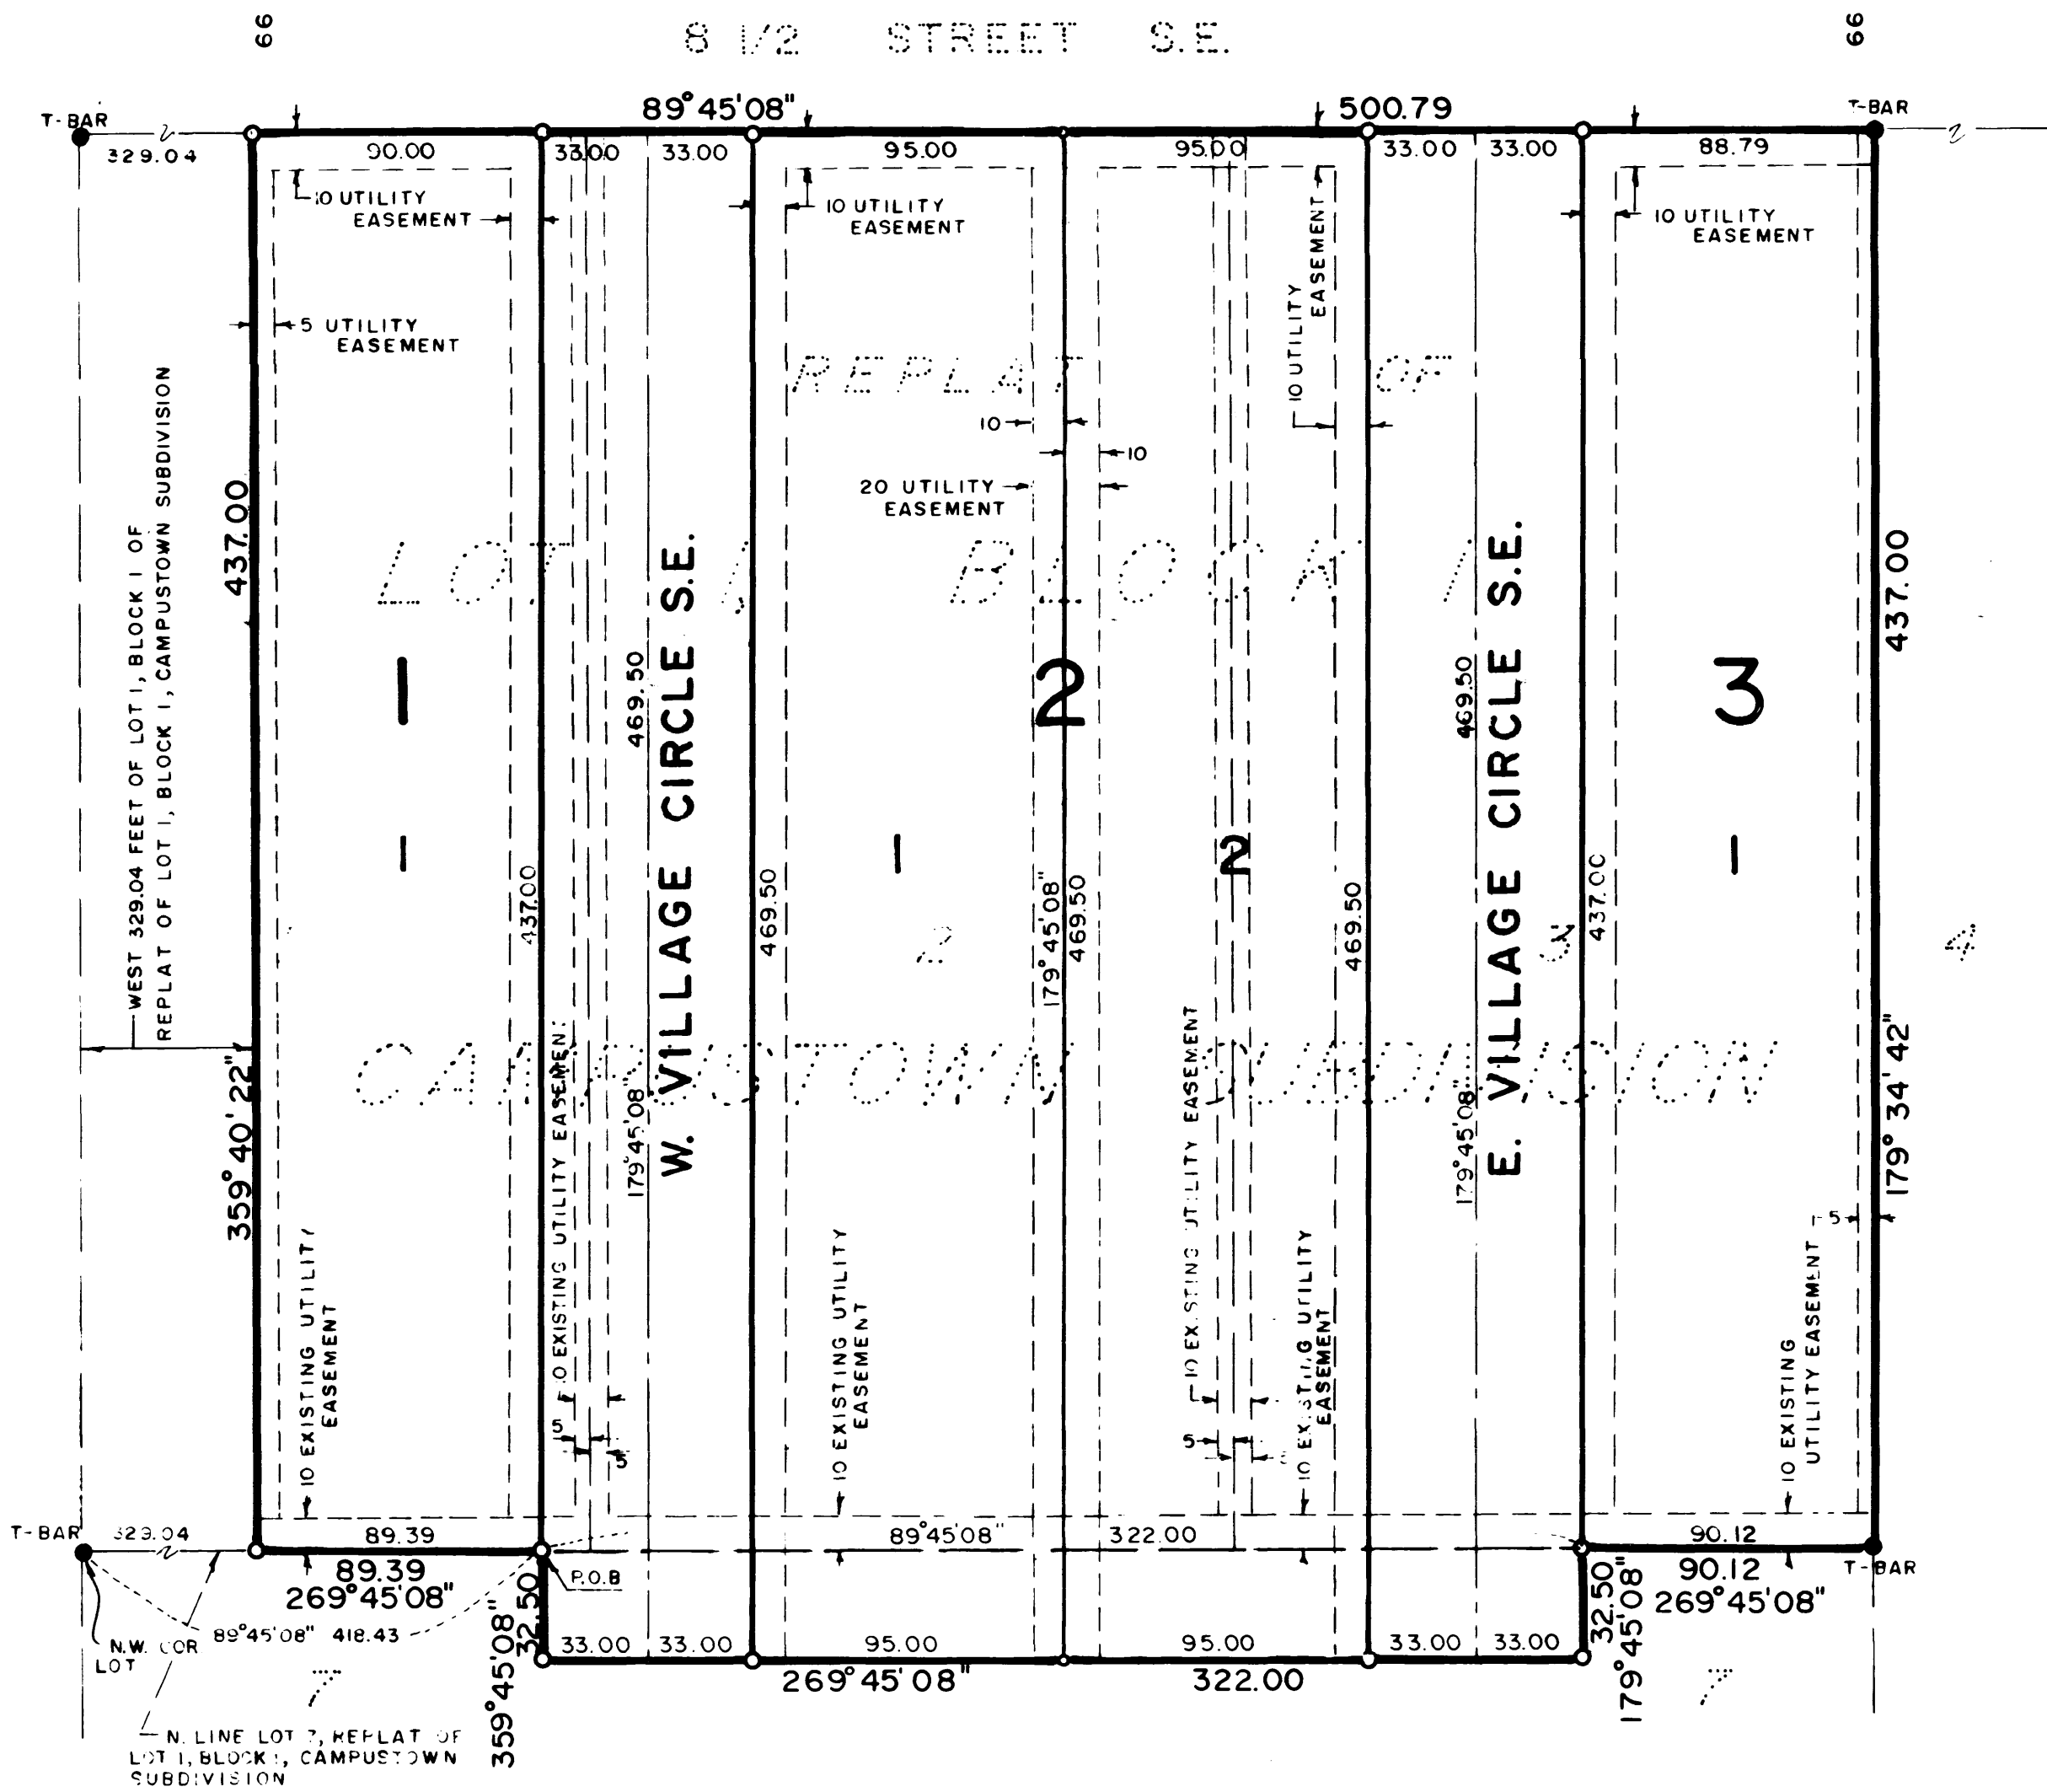 66
66
8 1/2 STREET S.E.
T-BAR
89°45'08"
500.79
T-BAR
329.04
90.00
33.00
33.00
95.00
95.00
33.00
33.00
88.79
10 UTILITY
EASEMENT
10 UTILITY
EASEMENT
10 UTILITY
EASEMENT
10 UTILITY
EASEMENT
5 UTILITY
EASEMENT
REPLAT OF
10
10
20 UTILITY
EASEMENT
WEST 329.04 FEET OF LOT 1, BLOCK 1 OF
REPLAT OF LOT 1, BLOCK 1, CAMPUSTOWN SUBDIVISION
437.00
437.00
LOT 1, BLOCK 1
W. VILLAGE CIRCLE S.E.
E. VILLAGE CIRCLE S.E.
469.50
469.50
1
2
3
1
1
2
1
437.00
469.50
179°45'08"
469.50
469.50
437.00
2
3
4
CAMPUSTOWN SUBDIVISION
359°40'22"
179°45'08"
179°45'08"
179°34'42"
10 EXISTING UTILITY EASEMENT
10 EXISTING UTILITY EASEMENT
10 EXISTING UTILITY
EASEMENT
10 EXISTING UTILITY
EASEMENT
10 EXISTING UTILITY
EASEMENT
10 EXISTING
UTILITY EASEMENT
5
5
5
5
T-BAR
329.04
89.39
89°45'08"
322.00
90.12
89.39
269°45'08"
P.O.B
90.12
269°45'08"
T-BAR
N.W. COR
LOT 7
89°45'08" 418.43
359°45'08"
32.50
33.00
33.00
95.00
95.00
33.00
33.00
32.50
179°45'08"
269°45'08"
322.00
7
N. LINE LOT 7, REPLAT OF
LOT 1, BLOCK 1, CAMPUSTOWN
SUBDIVISION